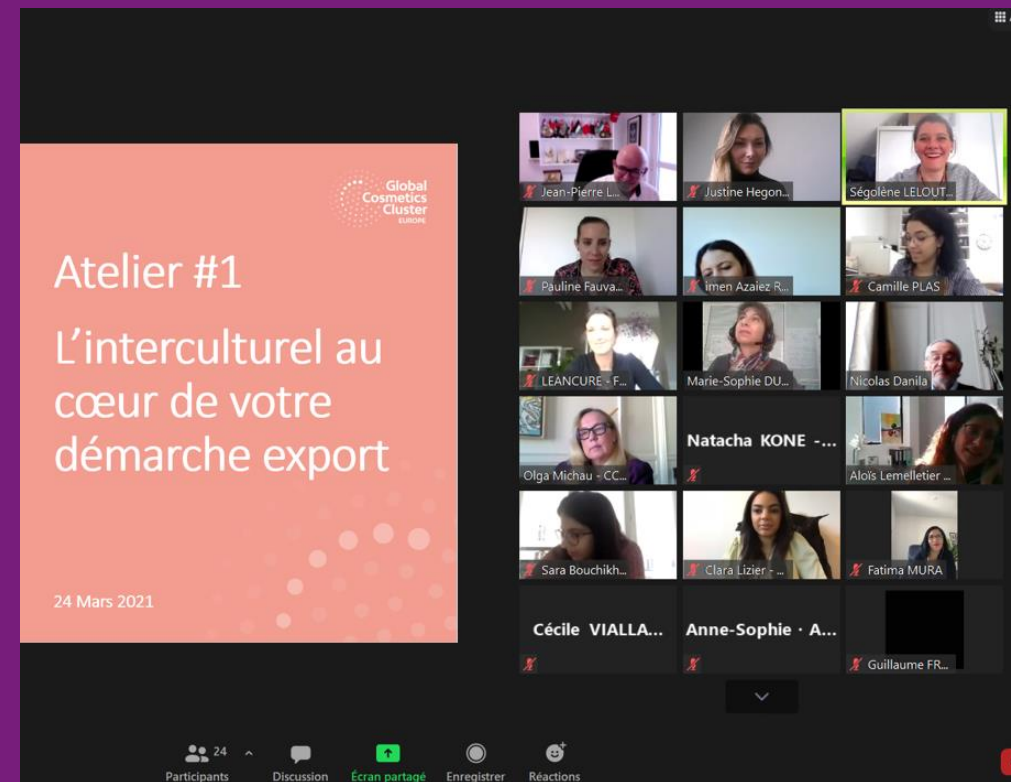 Global
Cosmetics
Cluster
EUROPE
Atelier #1
L’interculturel au
cœur de votre
démarche export
24 Mars 2021
Jean-Pierre L...
Justine Hegon...
Ségolène LELOUT...
Pauline Fauva...
imen Azaiez R...
Camille PLAS
LEANCURE - F...
Marie-Sophie DU...
Nicolas Danila
Olga Michau - CC...
Natacha KONE -...
Aloïs Lemelletier ...
Sara Bouchikh...
Clara Lizier - ...
Fatima MURA
Cécile VIALLA...
Anne-Sophie · A...
Guillaume FR...
24
Participants
Discussion
Écran partagé
Enregistrer
Réactions